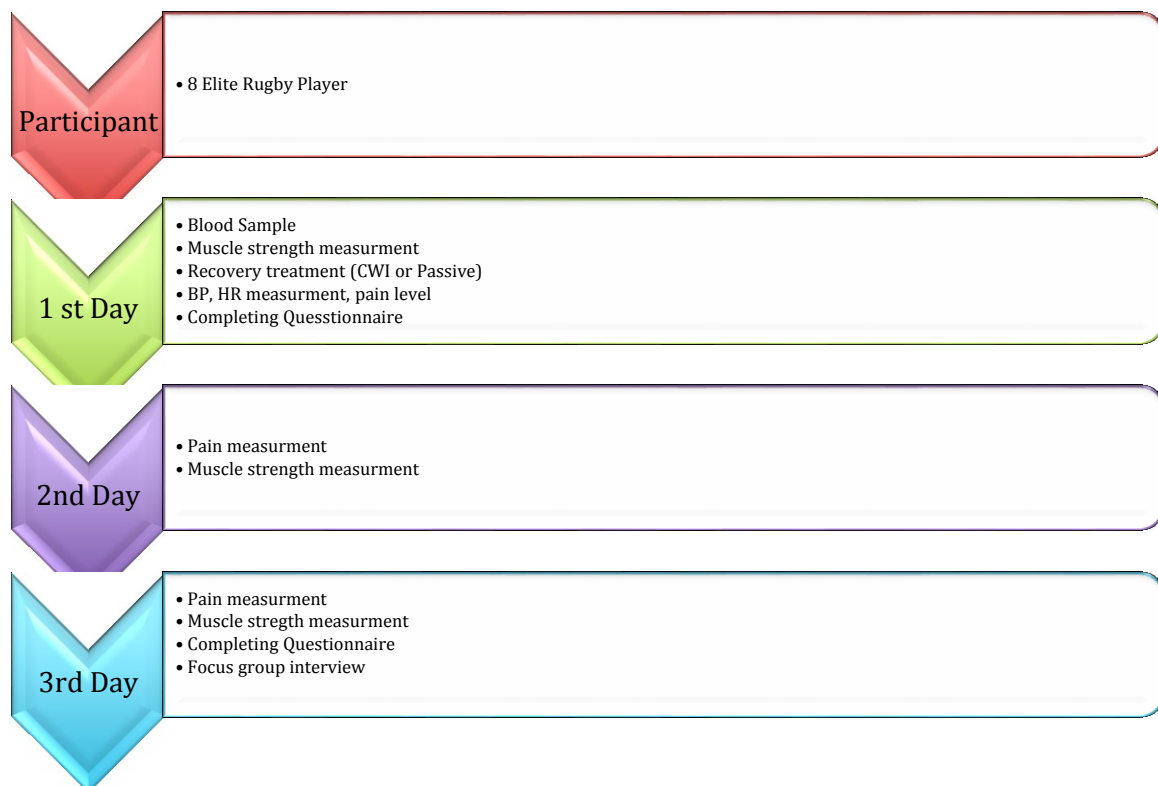 Participant
• 8 Elite Rugby Player
1 st Day
• Blood Sample
• Muscle strength measurment
• Recovery treatment (CWI or Passive)
• BP, HR measurment, pain level
• Completing Quesstionnaire
2nd Day
• Pain measurment
• Muscle strength measurment
3rd Day
• Pain measurment
• Muscle stregth measurment
• Completing Questionnaire
• Focus group interview